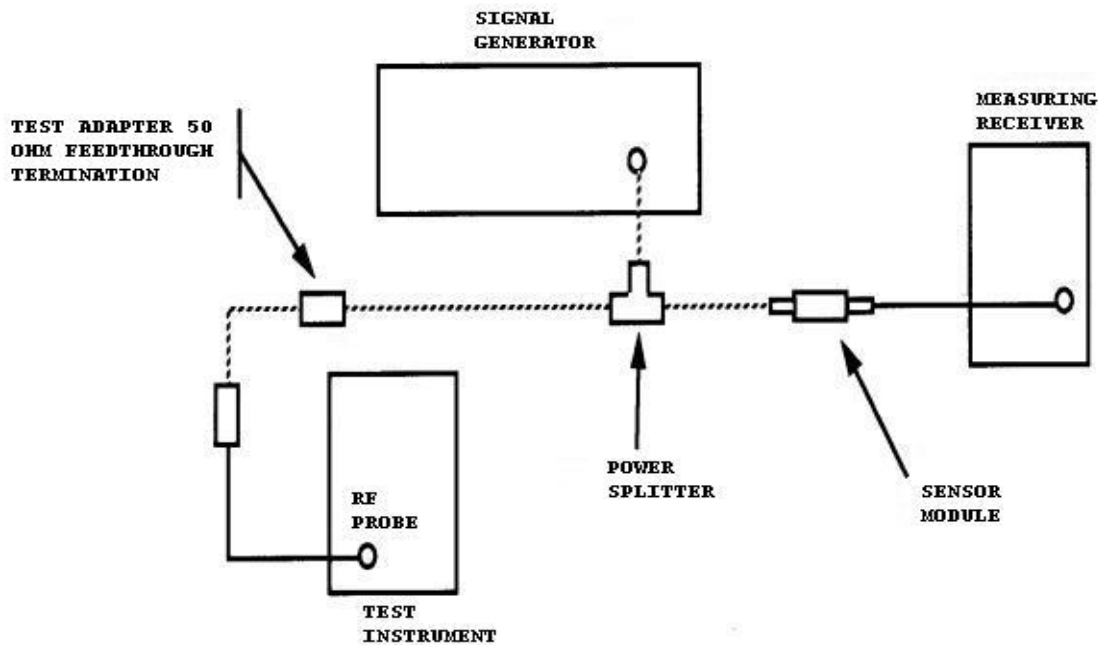 SIGNAL
GENERATOR
MEASURING
RECEIVER
TEST ADAPTER 50
OHM FEEDTHROUGH
TERMINATION
POWER
SPLITTER
SENSOR
MODULE
RF
PROBE
TEST
INSTRUMENT